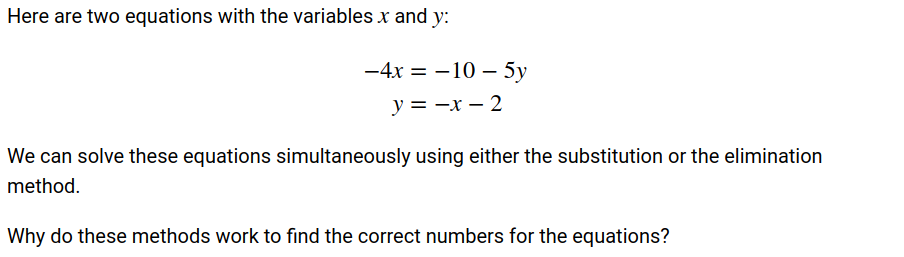 Here are two equations with the variables x and y:
−4x = −10 − 5y
y = −x − 2
We can solve these equations simultaneously using either the substitution or the elimination
method.
Why do these methods work to find the correct numbers for the equations?